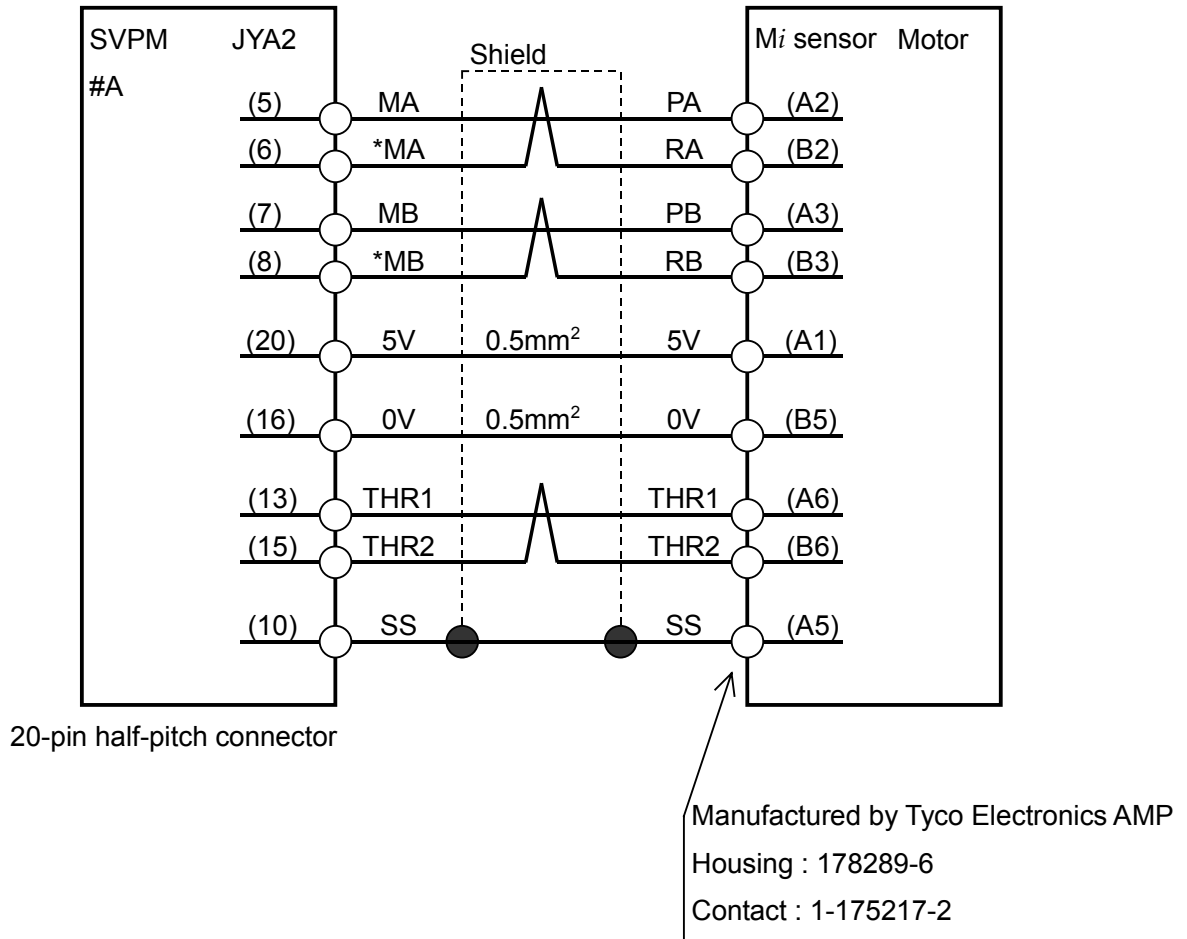 SVPM JYA2
#A
Shield
Mi sensor Motor
(5) MA PA (A2)
(6) *MA RA (B2)
(7) MB PB (A3)
(8) *MB RB (B3)
(20) 5V 0.5mm² 5V (A1)
(16) 0V 0.5mm² 0V (B5)
(13) THR1 THR1 (A6)
(15) THR2 THR2 (B6)
(10) SS SS (A5)
20-pin half-pitch connector
Manufactured by Tyco Electronics AMP
Housing : 178289-6
Contact : 1-175217-2